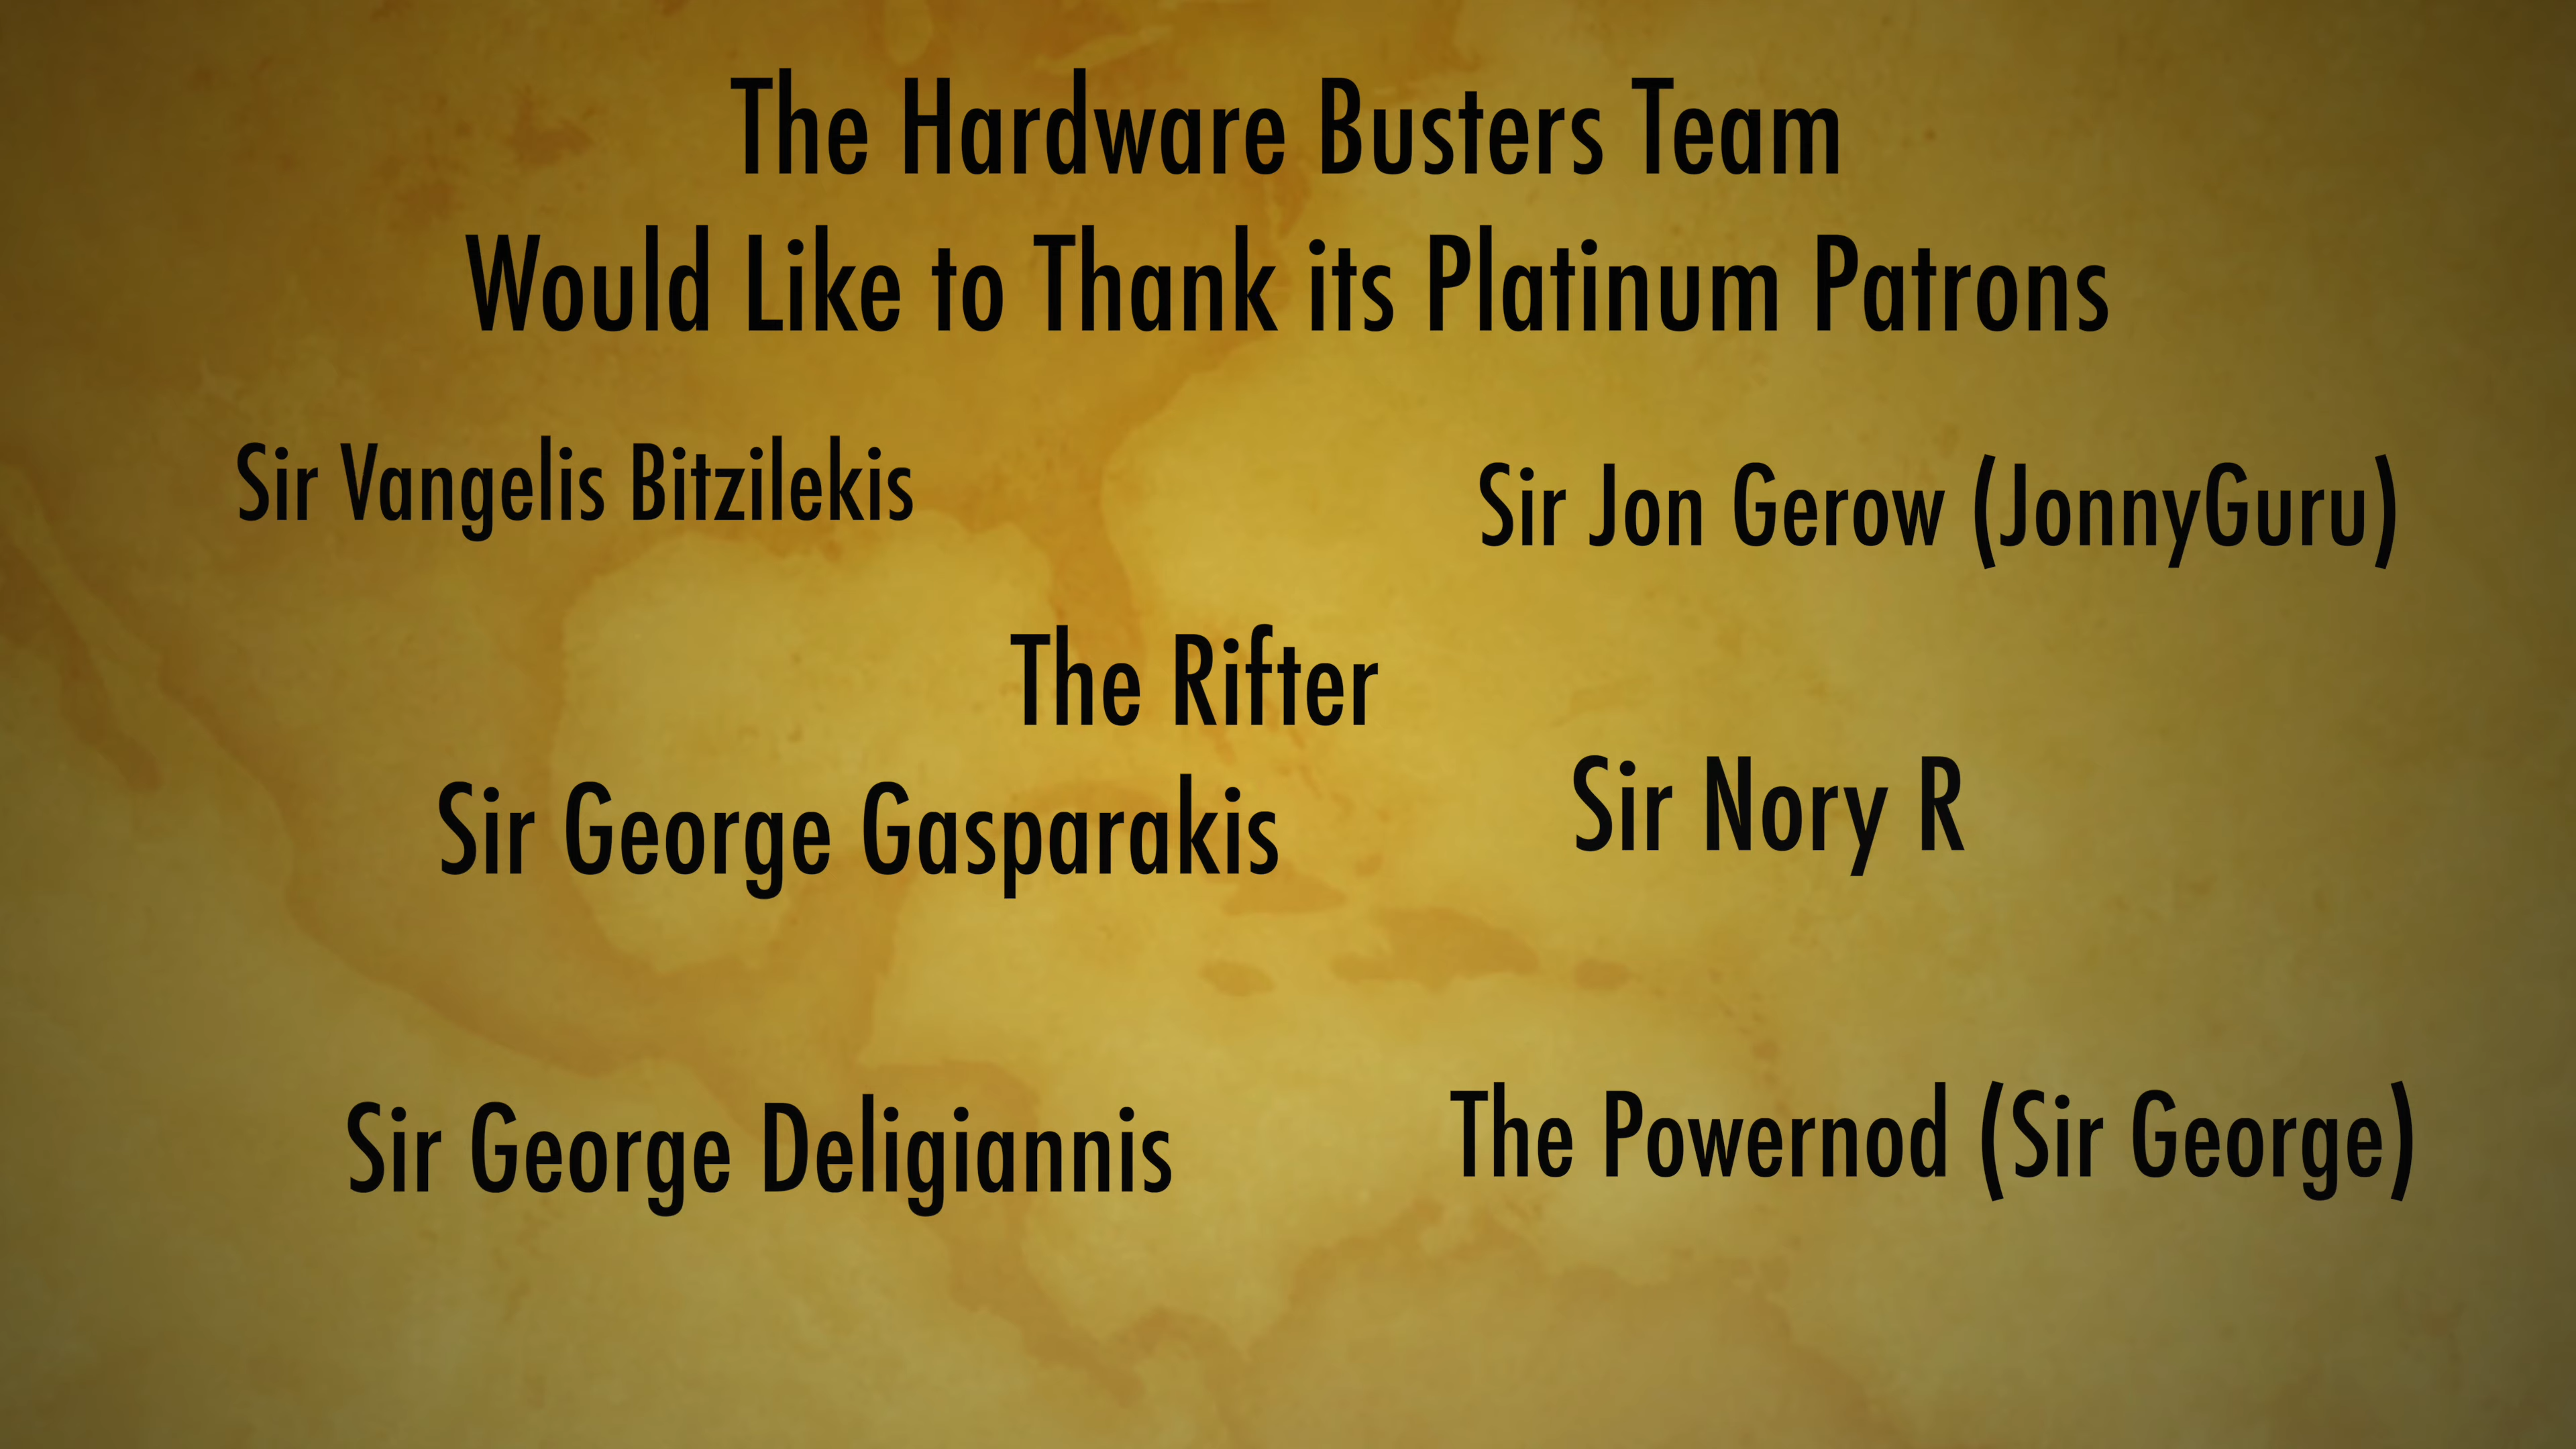 The Hardware Busters Team
Would Like to Thank its Platinum Patrons
Sir Vangelis Bitzilekis
Sir Jon Gerow (JonnyGuru)
The Rifter
Sir George Gasparakis
Sir Nory R
Sir George Deligiannis
The Powernod (Sir George)